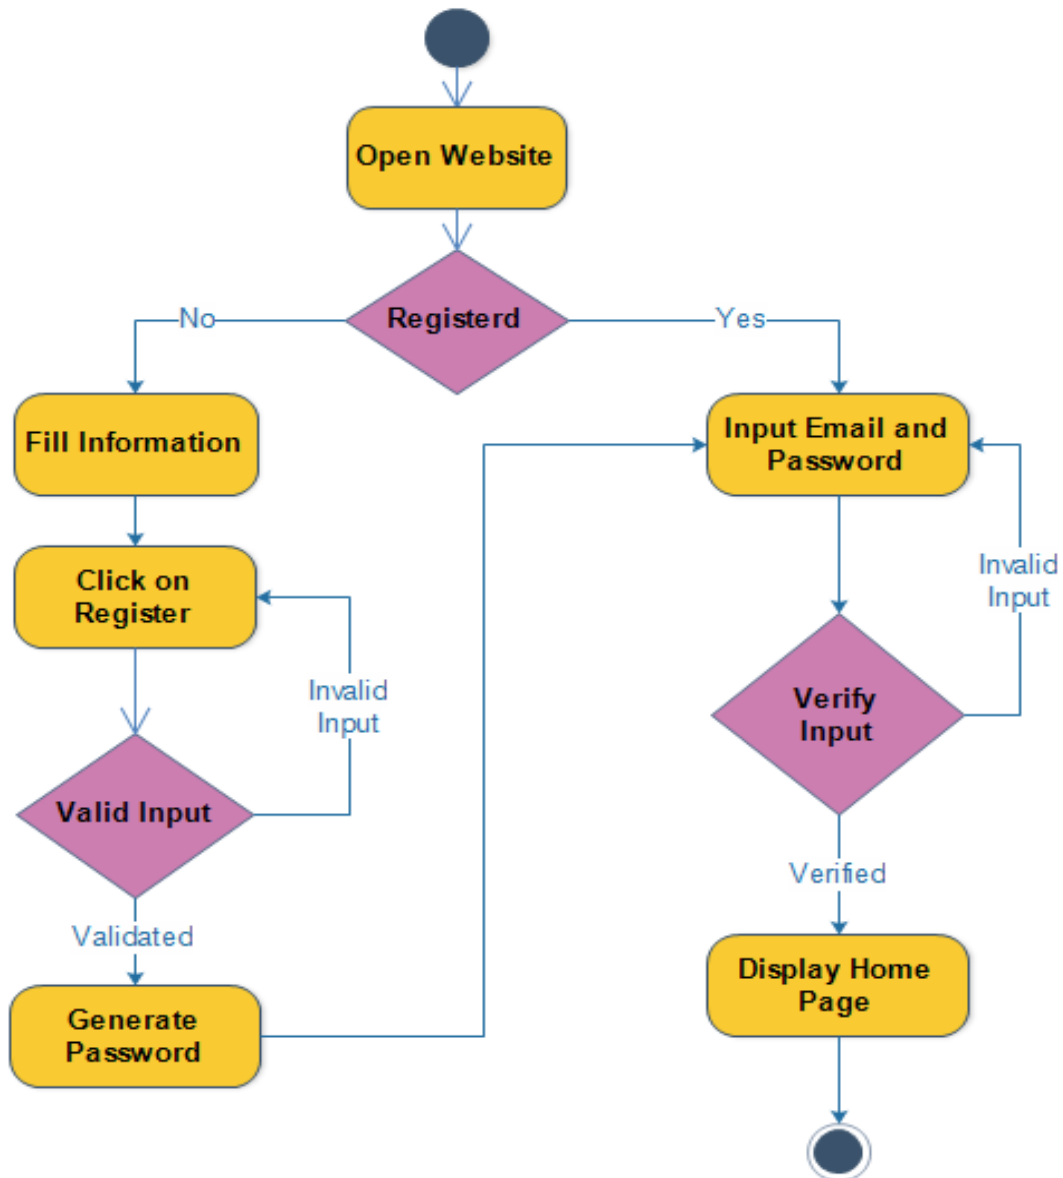 Open Website
Registerd
No
Yes
Fill Information
Input Email and
Password
Click on
Register
Invalid
Input
Invalid
Input
Verify
Input
Valid Input
Verified
Validated
Display Home
Page
Generate
Password